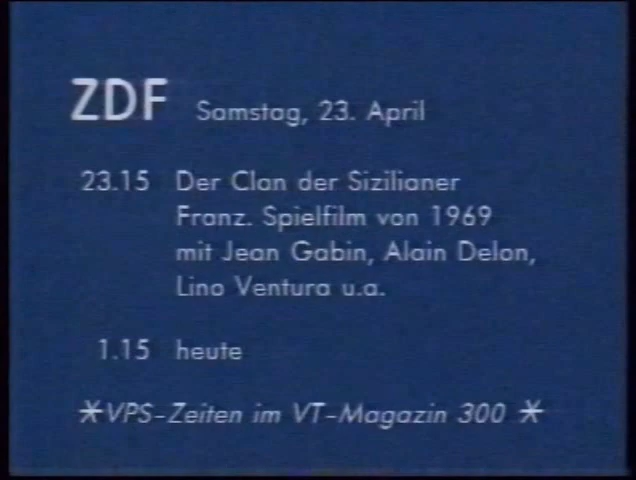 ZDF Samstag, 23. April
23.15 Der Clan der Sizilianer
Franz. Spielfilm von 1969
mit Jean Gabin, Alain Delon,
Lino Ventura u.a.
1.15 heute
*VPS-Zeiten im VT-Magazin 300 *